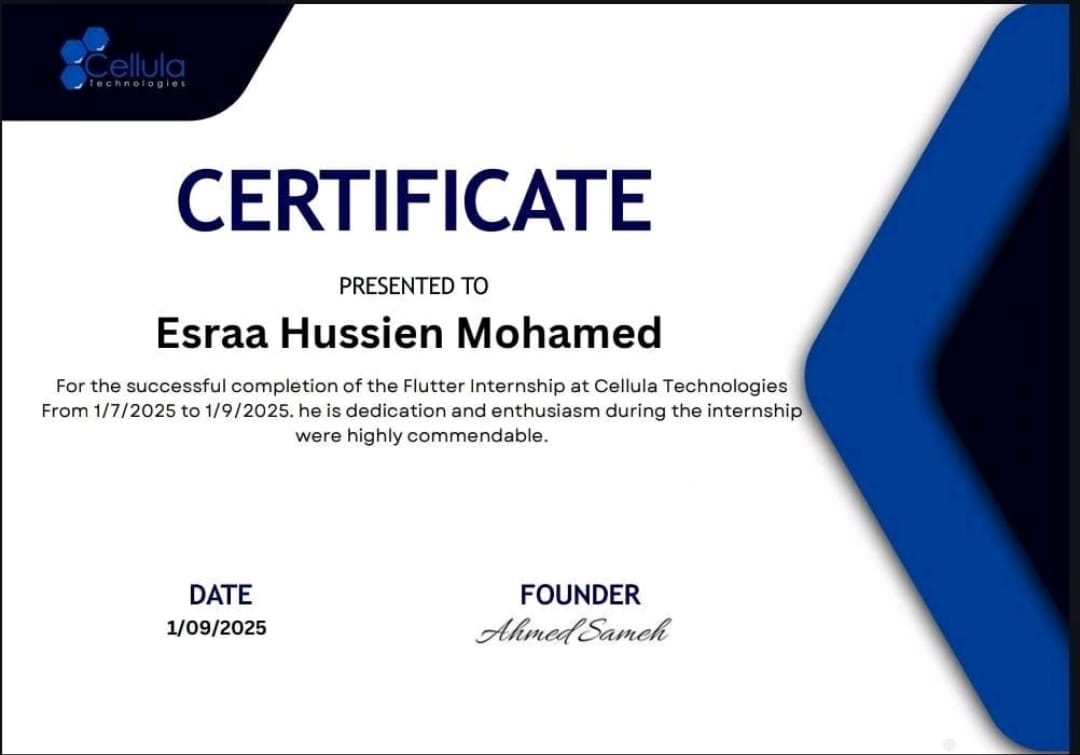 Cellula
Technologies
CERTIFICATE
PRESENTED TO
Esraa Hussien Mohamed
For the successful completion of the Flutter Internship at Cellula Technologies
From 1/7/2025 to 1/9/2025. he is dedication and enthusiasm during the internship
were highly commendable.
DATE
1/09/2025
FOUNDER
Ahmed Sameh